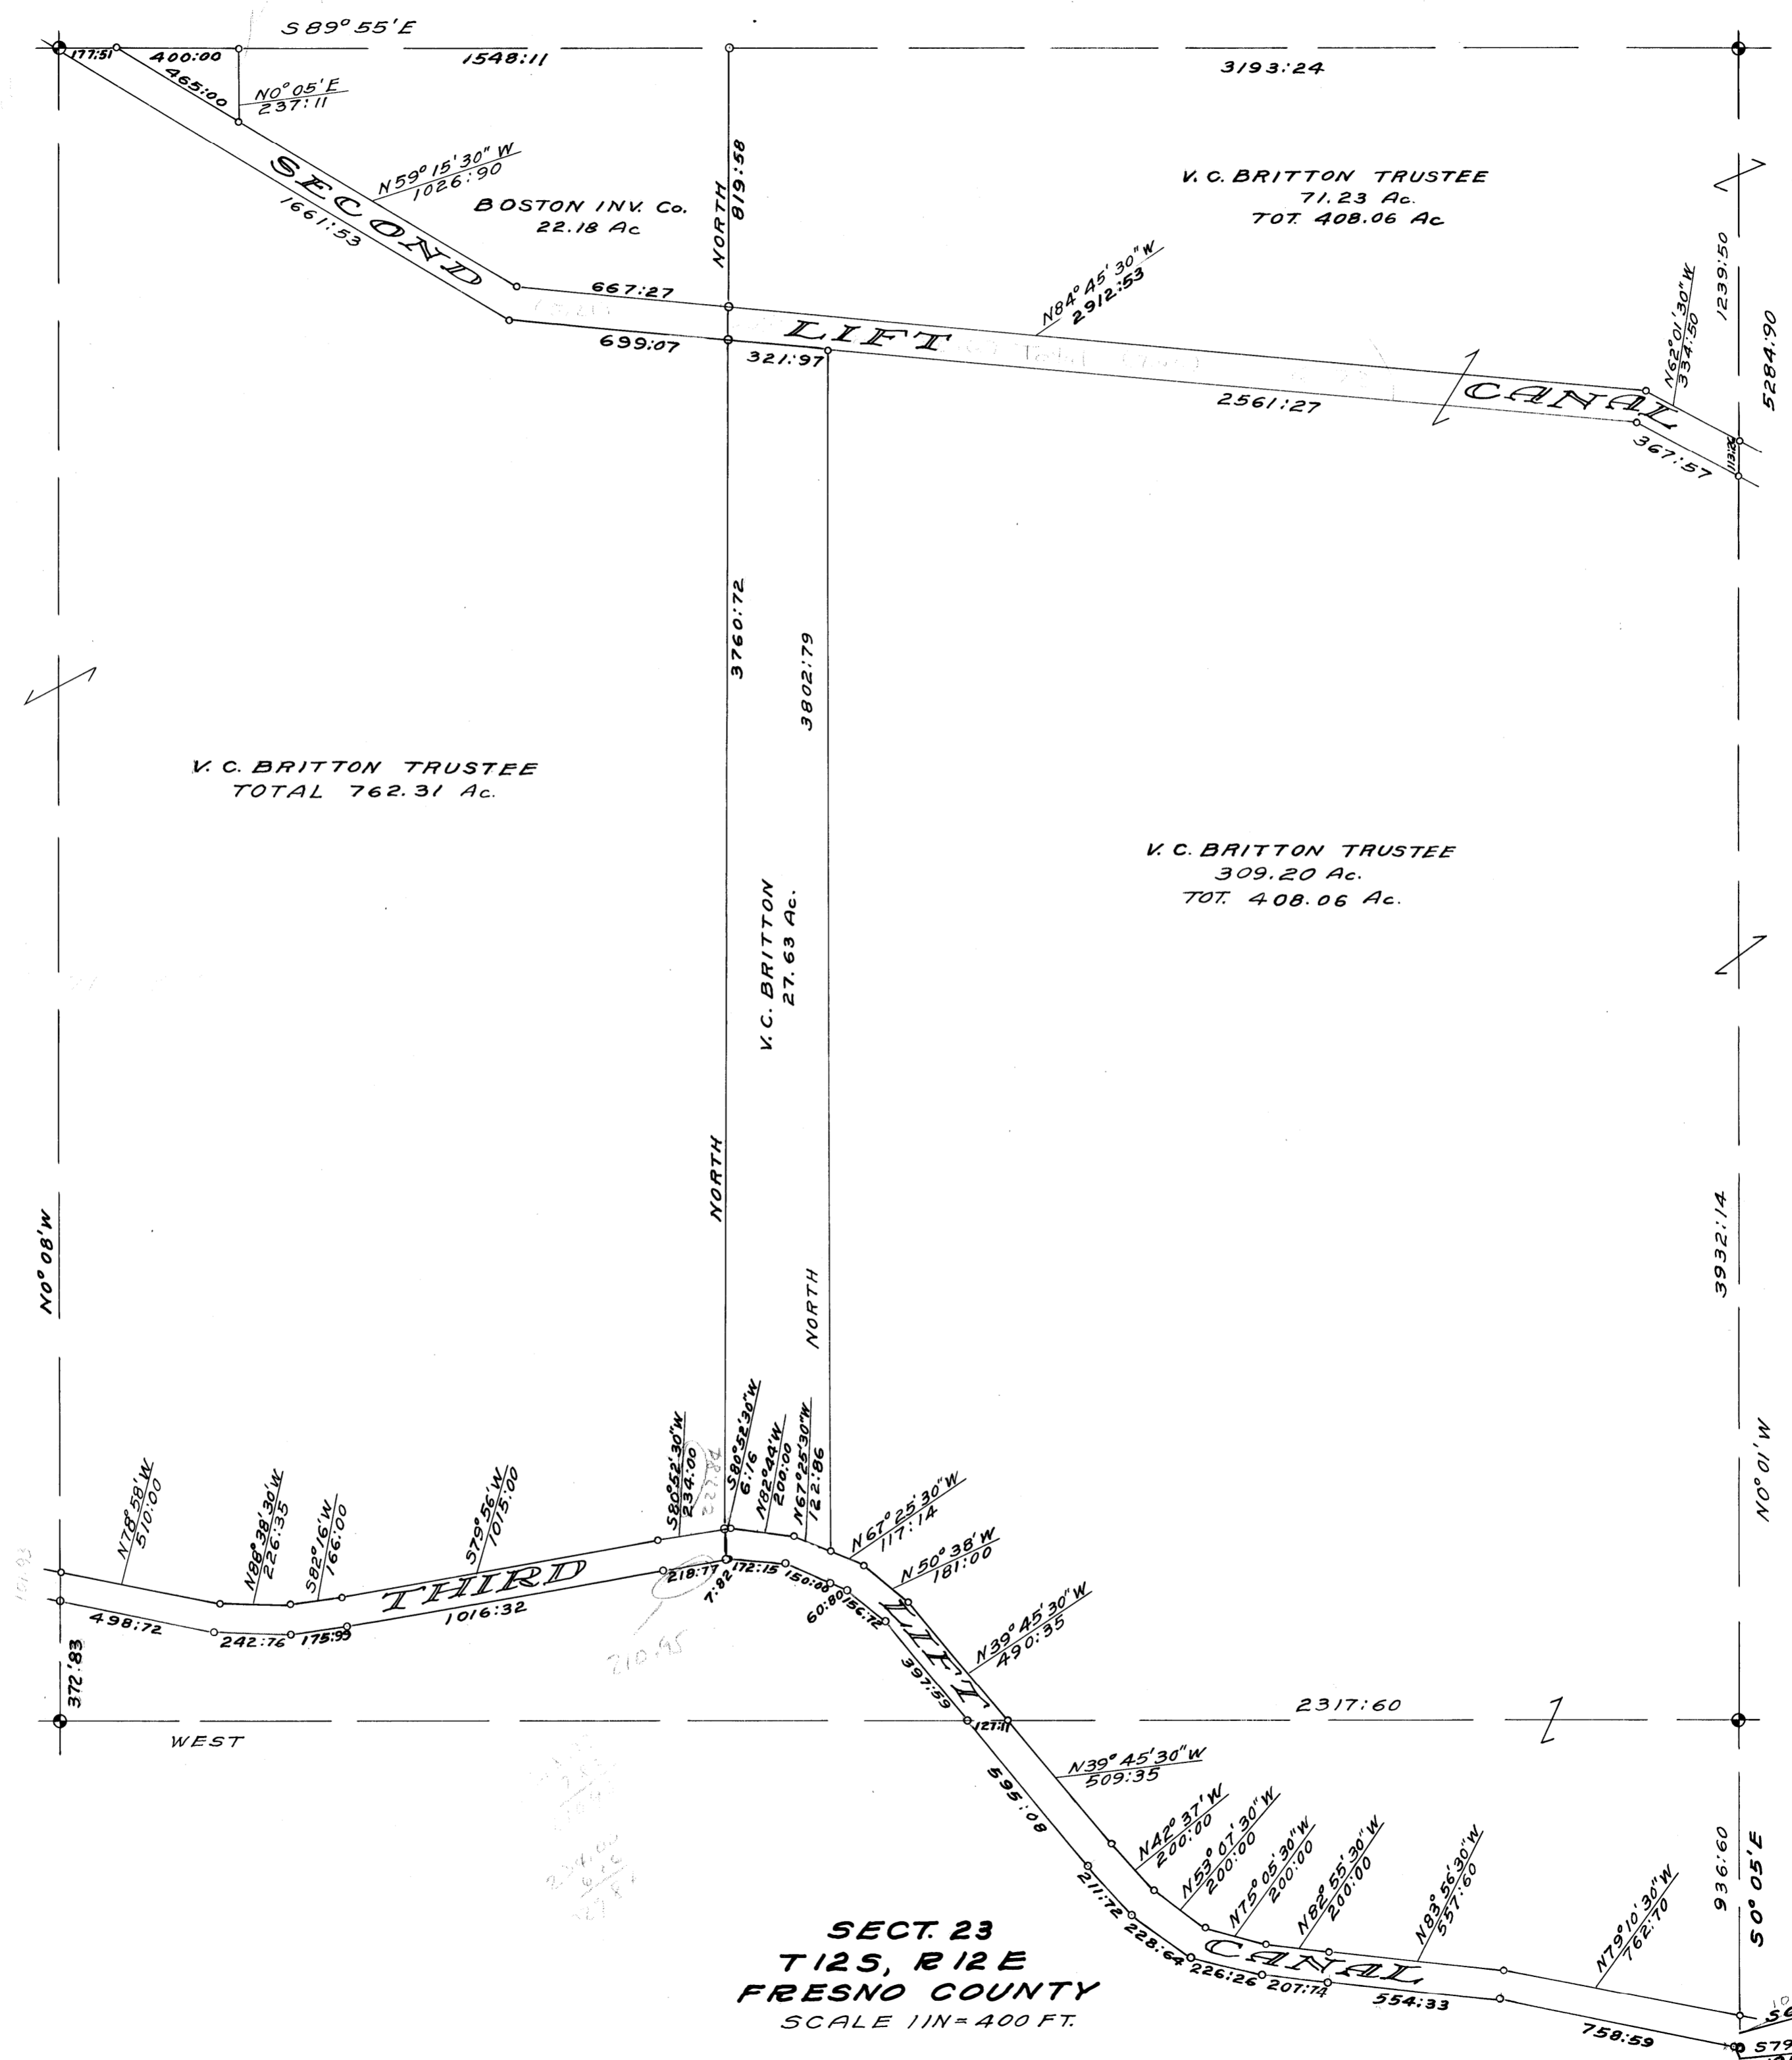 S 89° 55' E
177:51
400:00
1548:11
3193:24
465:00
N0° 05' E
237:11
N59° 15' 30" W
1026:90
SECOND
1661:53
BOSTON INV. Co.
22.18 Ac
NORTH
819:58
V. C. BRITTON TRUSTEE
71.23 Ac.
TOT. 408.06 Ac
1239:50
5284:90
N84° 45' 30" W
2912:53
N62° 01' 30" W
334:50
667:27
LIFT
CANAL
699:07
321:97
2561:27
367:57
113:26
3760:72
3802:79
V. C. BRITTON TRUSTEE
TOTAL 762.31 Ac.
V. C. BRITTON TRUSTEE
309.20 Ac.
TOT. 408.06 Ac.
V. C. BRITTON
27.63 Ac.
NORTH
NORTH
N0° 08' W
3932:14
N0° 01' W
N78° 58' W
510:00
N88° 38' 30" W
226:35
S82° 16' W
166:00
S79° 56' W
1015:00
S80° 52' 30" W
234:00
S80° 52' 30" W
6:16
N82° 44' W
200:00
N67° 25' 30" W
122:86
N67° 25' 30" W
117:14
N50° 38' W
181:00
N39° 45' 30" W
490:35
THIRD
LIFT
498:72
242:76
175:99
1016:32
218:77
7:82
172:15
150:00
60:80
156:72
397:59
127:11
210.95
372'83
WEST
2317:60
N39° 45' 30" W
509:35
595:08
N42° 37' W
200:00
N53° 07' 30" W
200:00
N75° 05' 30" W
200:00
N82° 55' 30" W
200:00
N83° 56' 30" W
557:60
N79° 10' 30" W
762:70
936:60
S0° 05' E
211:72
228:64
226:26
207:74
554:33
758:59
CANAL
S79
SECT. 23
T12S, R12E
FRESNO COUNTY
SCALE 1 IN = 400 FT.